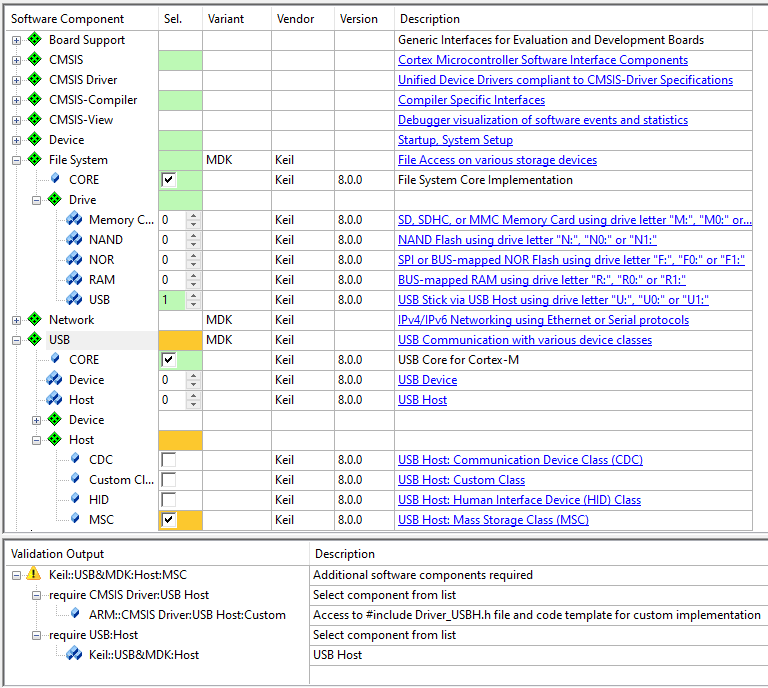 Software Component Sel. Variant Vendor Version Description
Board Support Generic Interfaces for Evaluation and Development Boards
CMSIS Cortex Microcontroller Software Interface Components
CMSIS Driver Unified Device Drivers compliant to CMSIS-Driver Specifications
CMSIS-Compiler Compiler Specific Interfaces
CMSIS-View Debugger visualization of software events and statistics
Device Startup, System Setup
File System MDK Keil File Access on various storage devices
CORE Keil 8.0.0 File System Core Implementation
Drive
Memory C... 0 Keil 8.0.0 SD, SDHC, or MMC Memory Card using drive letter "M:", "M0:" or...
NAND 0 Keil 8.0.0 NAND Flash using drive letter "N:", "N0:" or "N1:"
NOR 0 Keil 8.0.0 SPI or BUS-mapped NOR Flash using drive letter "F:", "F0:" or "F1:"
RAM 0 Keil 8.0.0 BUS-mapped RAM using drive letter "R:", "R0:" or "R1:"
USB 1 Keil 8.0.0 USB Stick via USB Host using drive letter "U:", "U0:" or "U1:"
Network MDK Keil IPv4/IPv6 Networking using Ethernet or Serial protocols
USB MDK Keil USB Communication with various device classes
CORE Keil 8.0.0 USB Core for Cortex-M
Device 0 Keil 8.0.0 USB Device
Host 0 Keil 8.0.0 USB Host
Device
Host
CDC Keil 8.0.0 USB Host: Communication Device Class (CDC)
Custom Cl... Keil 8.0.0 USB Host: Custom Class
HID Keil 8.0.0 USB Host: Human Interface Device (HID) Class
MSC Keil 8.0.0 USB Host: Mass Storage Class (MSC)
Validation Output Description
Keil::USB&MDK:Host:MSC Additional software components required
require CMSIS Driver:USB Host Select component from list
ARM::CMSIS Driver:USB Host:Custom Access to #include Driver_USBH.h file and code template for custom implementation
require USB:Host Select component from list
Keil::USB&MDK:Host USB Host